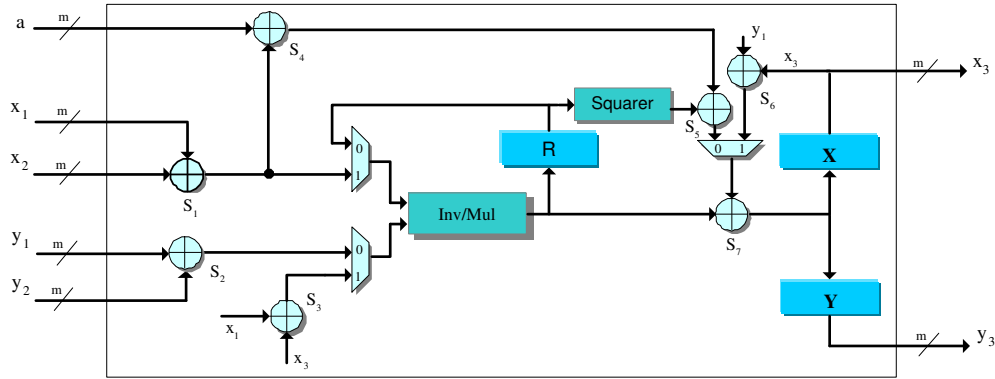 a
m
S4
y1
x3
m
x3
S6
x1
m
Squarer
S5
0
0
1
R
X
x2
m
1
S1
Inv/Mul
S7
y1
m
0
S2
1
y2
m
S3
Y
x1
x3
m
y3